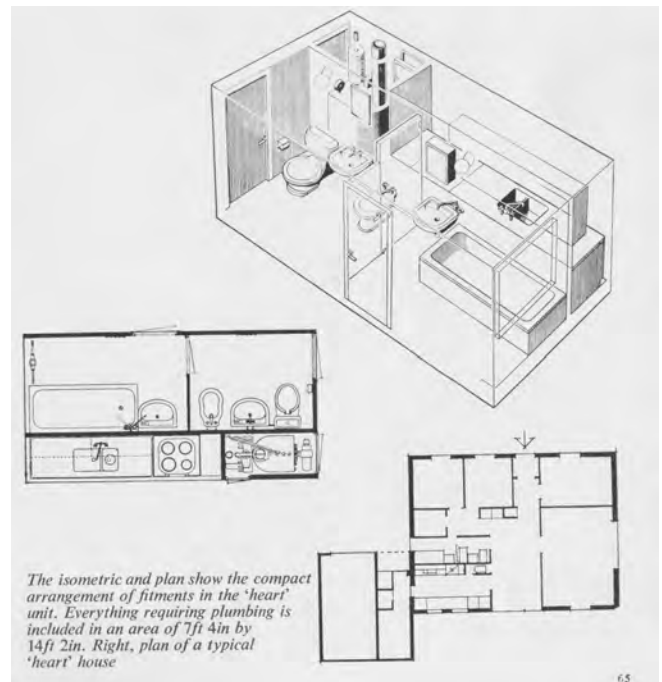 The isometric and plan show the compact
arrangement of fitments in the 'heart'
unit. Everything requiring plumbing is
included in an area of 7ft 4in by
14ft 2in. Right, plan of a typical
'heart' house
65